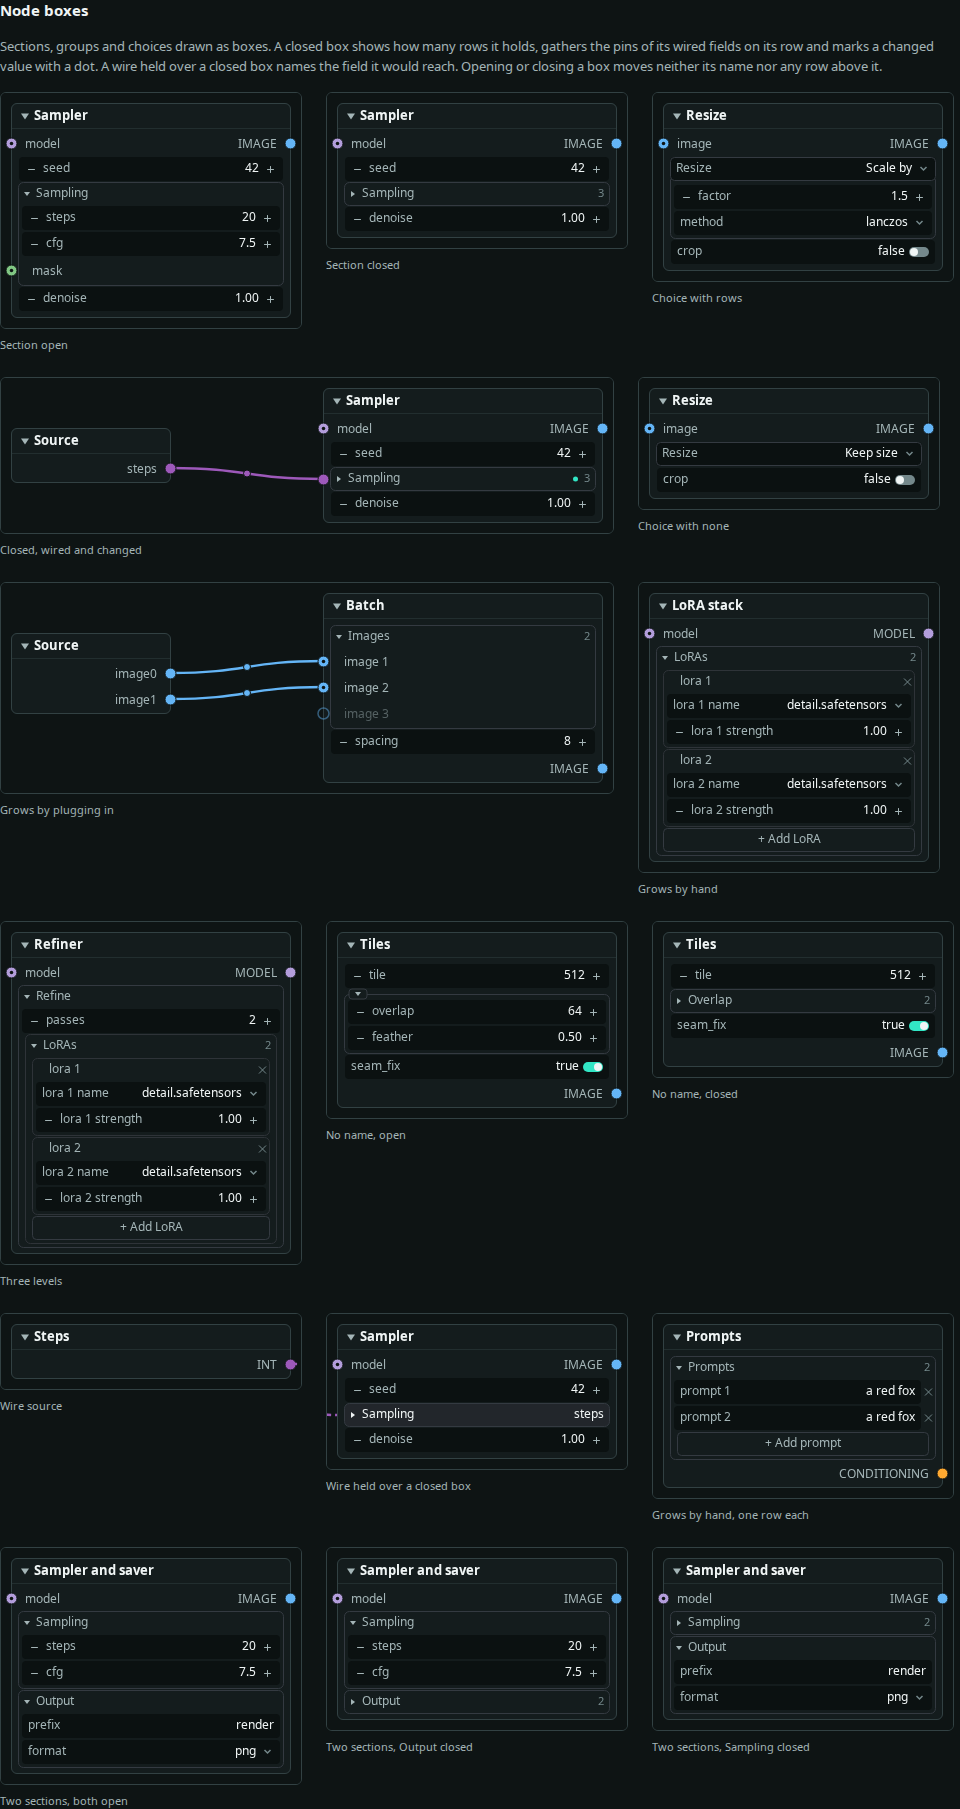 Node boxes
Sections, groups and choices drawn as boxes. A closed box shows how many rows it holds, gathers the pins of its wired fields on its row and marks a changed
value with a dot. A wire held over a closed box names the field it would reach. Opening or closing a box moves neither its name nor any row above it.
Sampler
model IMAGE
– seed 42 +
Sampling
– steps 20 +
– cfg 7.5 +
mask
– denoise 1.00 +
Section open
Sampler
model IMAGE
– seed 42 +
Sampling 3
– denoise 1.00 +
Section closed
Resize
image IMAGE
Resize Scale by
– factor 1.5 +
method lanczos
crop false
Choice with rows
Source
steps
Sampler
model IMAGE
– seed 42 +
Sampling 3
– denoise 1.00 +
Closed, wired and changed
Resize
image IMAGE
Resize Keep size
crop false
Choice with none
Source
image0
image1
Batch
Images 2
image 1
image 2
image 3
– spacing 8 +
IMAGE
Grows by plugging in
LoRA stack
model MODEL
LoRAs 2
lora 1 ×
lora 1 name detail.safetensors
– lora 1 strength 1.00 +
lora 2 ×
lora 2 name detail.safetensors
– lora 2 strength 1.00 +
+ Add LoRA
Grows by hand
Refiner
model MODEL
Refine
– passes 2 +
LoRAs 2
lora 1 ×
lora 1 name detail.safetensors
– lora 1 strength 1.00 +
lora 2 ×
lora 2 name detail.safetensors
– lora 2 strength 1.00 +
+ Add LoRA
Three levels
Tiles
– tile 512 +
– overlap 64 +
– feather 0.50 +
seam_fix true
IMAGE
No name, open
Tiles
– tile 512 +
Overlap 2
seam_fix true
IMAGE
No name, closed
Steps
INT
Wire source
Sampler
model IMAGE
– seed 42 +
Sampling steps
– denoise 1.00 +
Wire held over a closed box
Prompts
Prompts 2
prompt 1 a red fox ×
prompt 2 a red fox ×
+ Add prompt
CONDITIONING
Grows by hand, one row each
Sampler and saver
model IMAGE
Sampling
– steps 20 +
– cfg 7.5 +
Output
prefix render
format png
Two sections, both open
Sampler and saver
model IMAGE
Sampling
– steps 20 +
– cfg 7.5 +
Output 2
Two sections, Output closed
Sampler and saver
model IMAGE
Sampling 2
Output
prefix render
format png
Two sections, Sampling closed